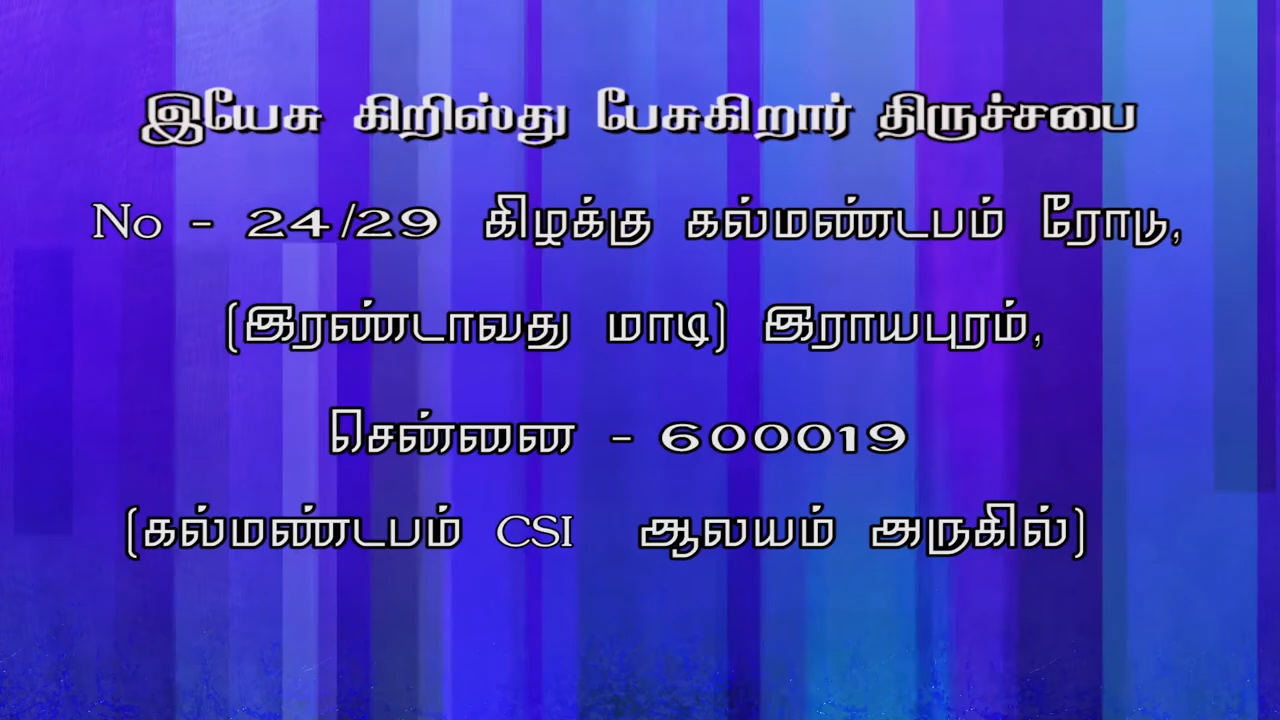 இயேசு கிறிஸ்து பேசுகிறார் திருச்சபை
No - 24/29 கிழக்கு கல்மண்டபம் ரோடு,
(இரண்டாவது மாடி) இராயபுரம்,
சென்னை - 600019
(கல்மண்டபம் CSI ஆலயம் அருகில்)